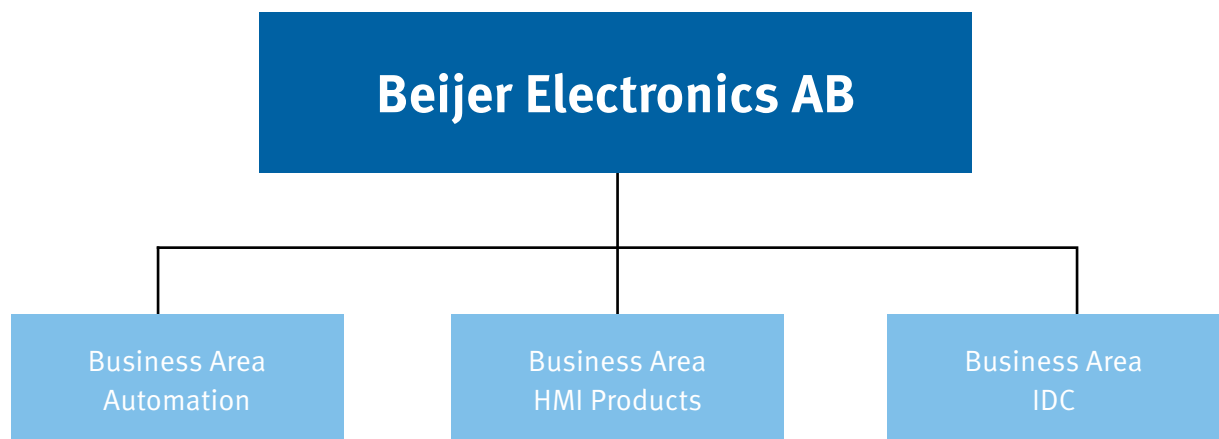 Beijer Electronics AB
Business Area
Automation
Business Area
HMI Products
Business Area
IDC